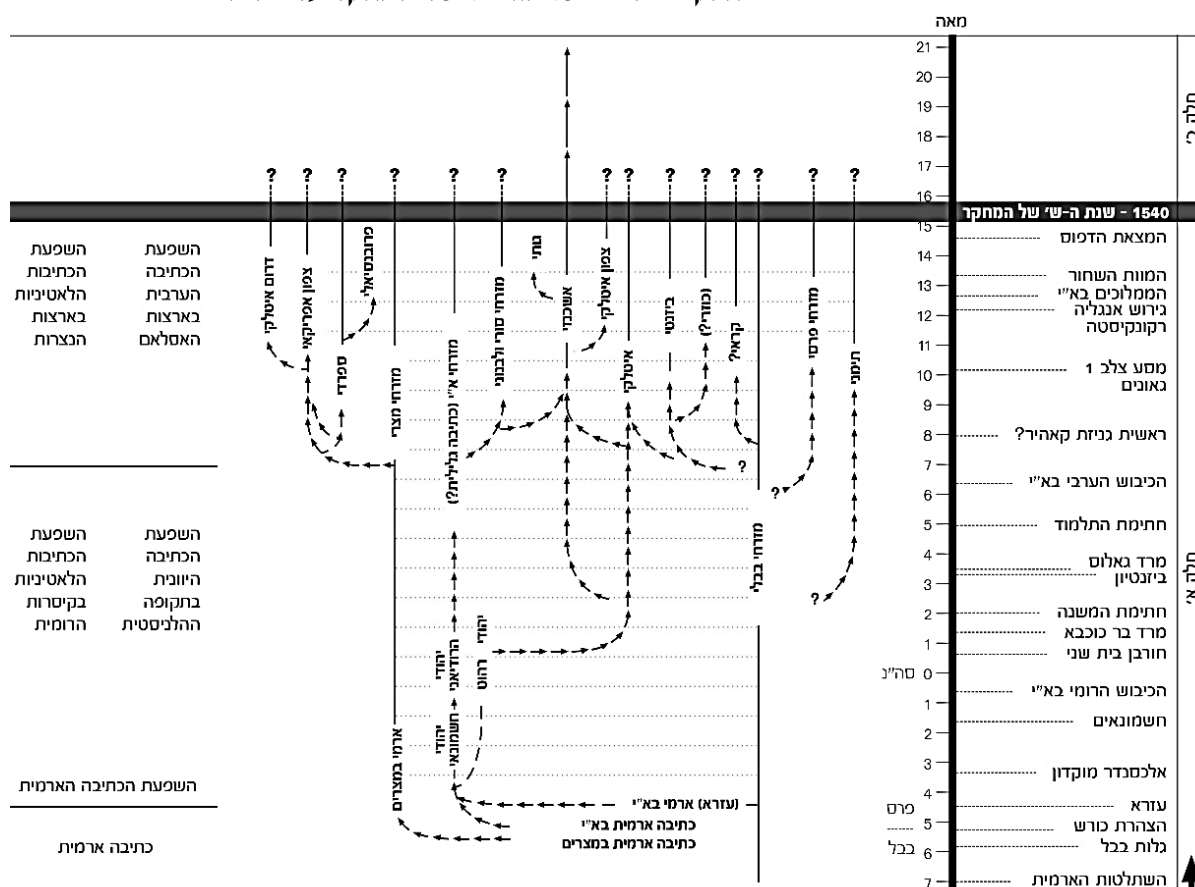 מאה
21
20
19
18
17
16
15
14
13
12
11
10
9
8
7
6
5
4
3
2
1
0 סה"נ
1
2
3
4
5
6
7
פרס
בבל
חלק ב'
חלק א'
1540 - שנת ה-ש' של המחקר
המצאת הדפוס
המוות השחור
הממלוכים בא"י
גירוש אנגליה
רקונקיסטה
מסע צלב 1
גאונים
ראשית גניזת קאהיר?
הכיבוש הערבי בא"י
חתימת התלמוד
מרד גאלוס
ביזנטיון
חתימת המשנה
מרד בר כוכבא
חורבן בית שני
הכיבוש הרומי בא"י
חשמונאים
אלכסנדר מוקדון
עזרא
הצהרת כורש
גלות בבל
השתלטות הארמית
? ? ? ? ? ? ? ? ? ? ? ? ?
תימני
מזרחי פרסי
קראי?
(כוזרי?)
ביזנטי
איטלקי
צפון איטלקי
אשכנזי
גותי
מזרחי סורי ולבנוני
מזרחי א"י (כתיבה גלילית?)
מזרחי מצרי
פרובנסיאלי
ספרדי
צפון אפריקאי
דרום איטלקי
?
?
?
מזרחי בבלי
יהודי רהוט
יהודי הרודיאני
יהודי חשמונאי
ארמי במצרים
(עזרא) ארמי בא"י
כתיבה ארמית בא"י
כתיבה ארמית במצרים
השפעת
הכתיבה
הערבית
בארצות
האסלאם
השפעת
הכתיבות
הלאטיניות
בארצות
הנצרות
השפעת
הכתיבה
היוונית
בתקופה
ההלניסטית
השפעת
הכתיבות
הלאטיניות
בקיסרות
הרומית
השפעת הכתיבה הארמית
כתיבה ארמית